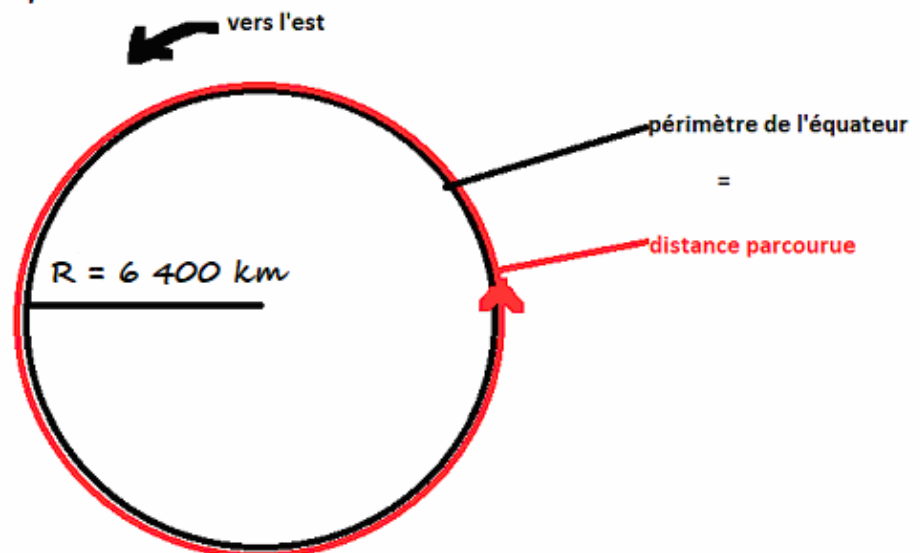 vers l'est
périmètre de l'équateur
=
distance parcourue
R = 6 400 km